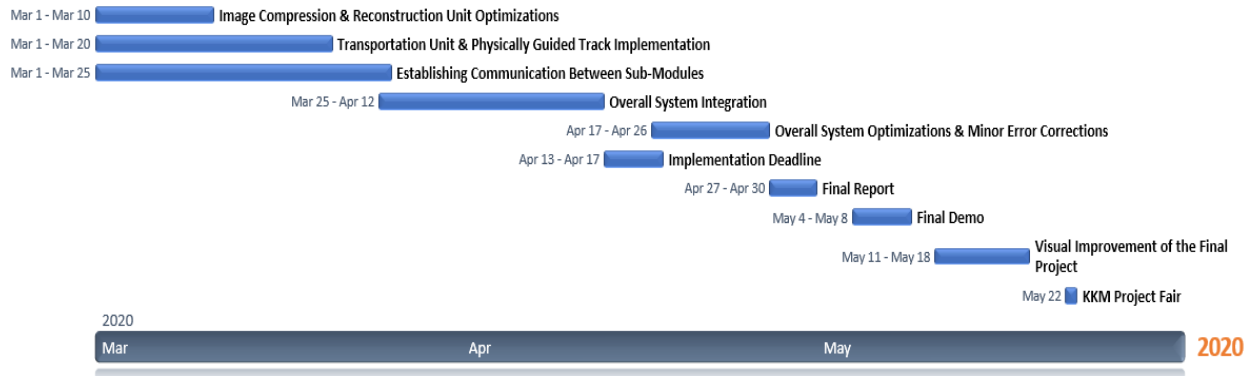 Mar 1 - Mar 10 Image Compression & Reconstruction Unit Optimizations
Mar 1 - Mar 20 Transportation Unit & Physically Guided Track Implementation
Mar 1 - Mar 25 Establishing Communication Between Sub-Modules
Mar 25 - Apr 12 Overall System Integration
Apr 17 - Apr 26 Overall System Optimizations & Minor Error Corrections
Apr 13 - Apr 17 Implementation Deadline
Apr 27 - Apr 30 Final Report
May 4 - May 8 Final Demo
May 11 - May 18 Visual Improvement of the Final
Project
May 22 KKM Project Fair
2020
Mar Apr May 2020